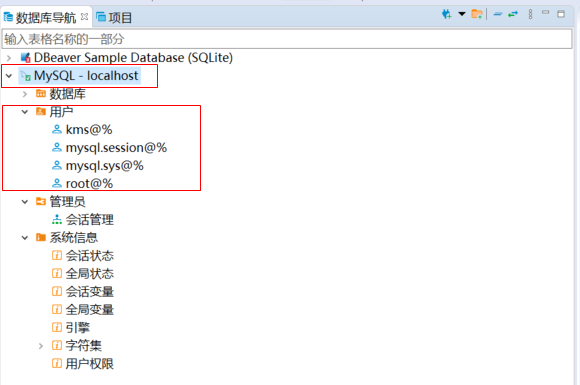 数据库导航 项目
输入表格名称的一部分
DBeaver Sample Database (SQLite)
MySQL - localhost
数据库
用户
kms@%
mysql.session@%
mysql.sys@%
root@%
管理员
会话管理
系统信息
会话状态
全局状态
会话变量
全局变量
引擎
字符集
用户权限